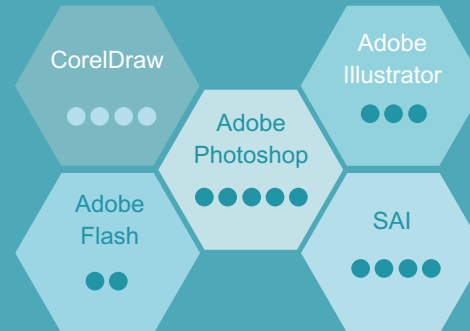 CorelDraw
Adobe
Illustrator
Adobe
Photoshop
Adobe
Flash
SAI